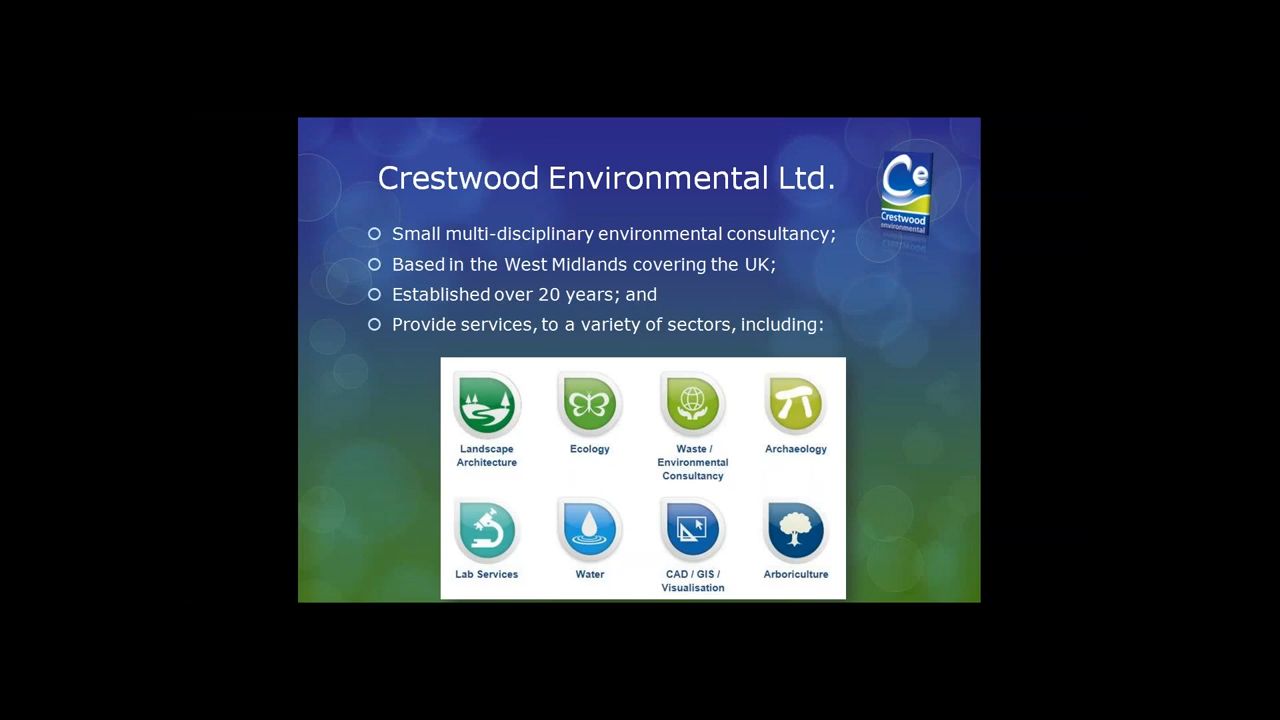 Crestwood Environmental Ltd.
Ce
Crestwood
environmental
Small multi-disciplinary environmental consultancy;
Based in the West Midlands covering the UK;
Established over 20 years; and
Provide services, to a variety of sectors, including:
Landscape
Architecture
Ecology
Waste /
Environmental
Consultancy
Archaeology
Lab Services
Water
CAD / GIS /
Visualisation
Arboriculture